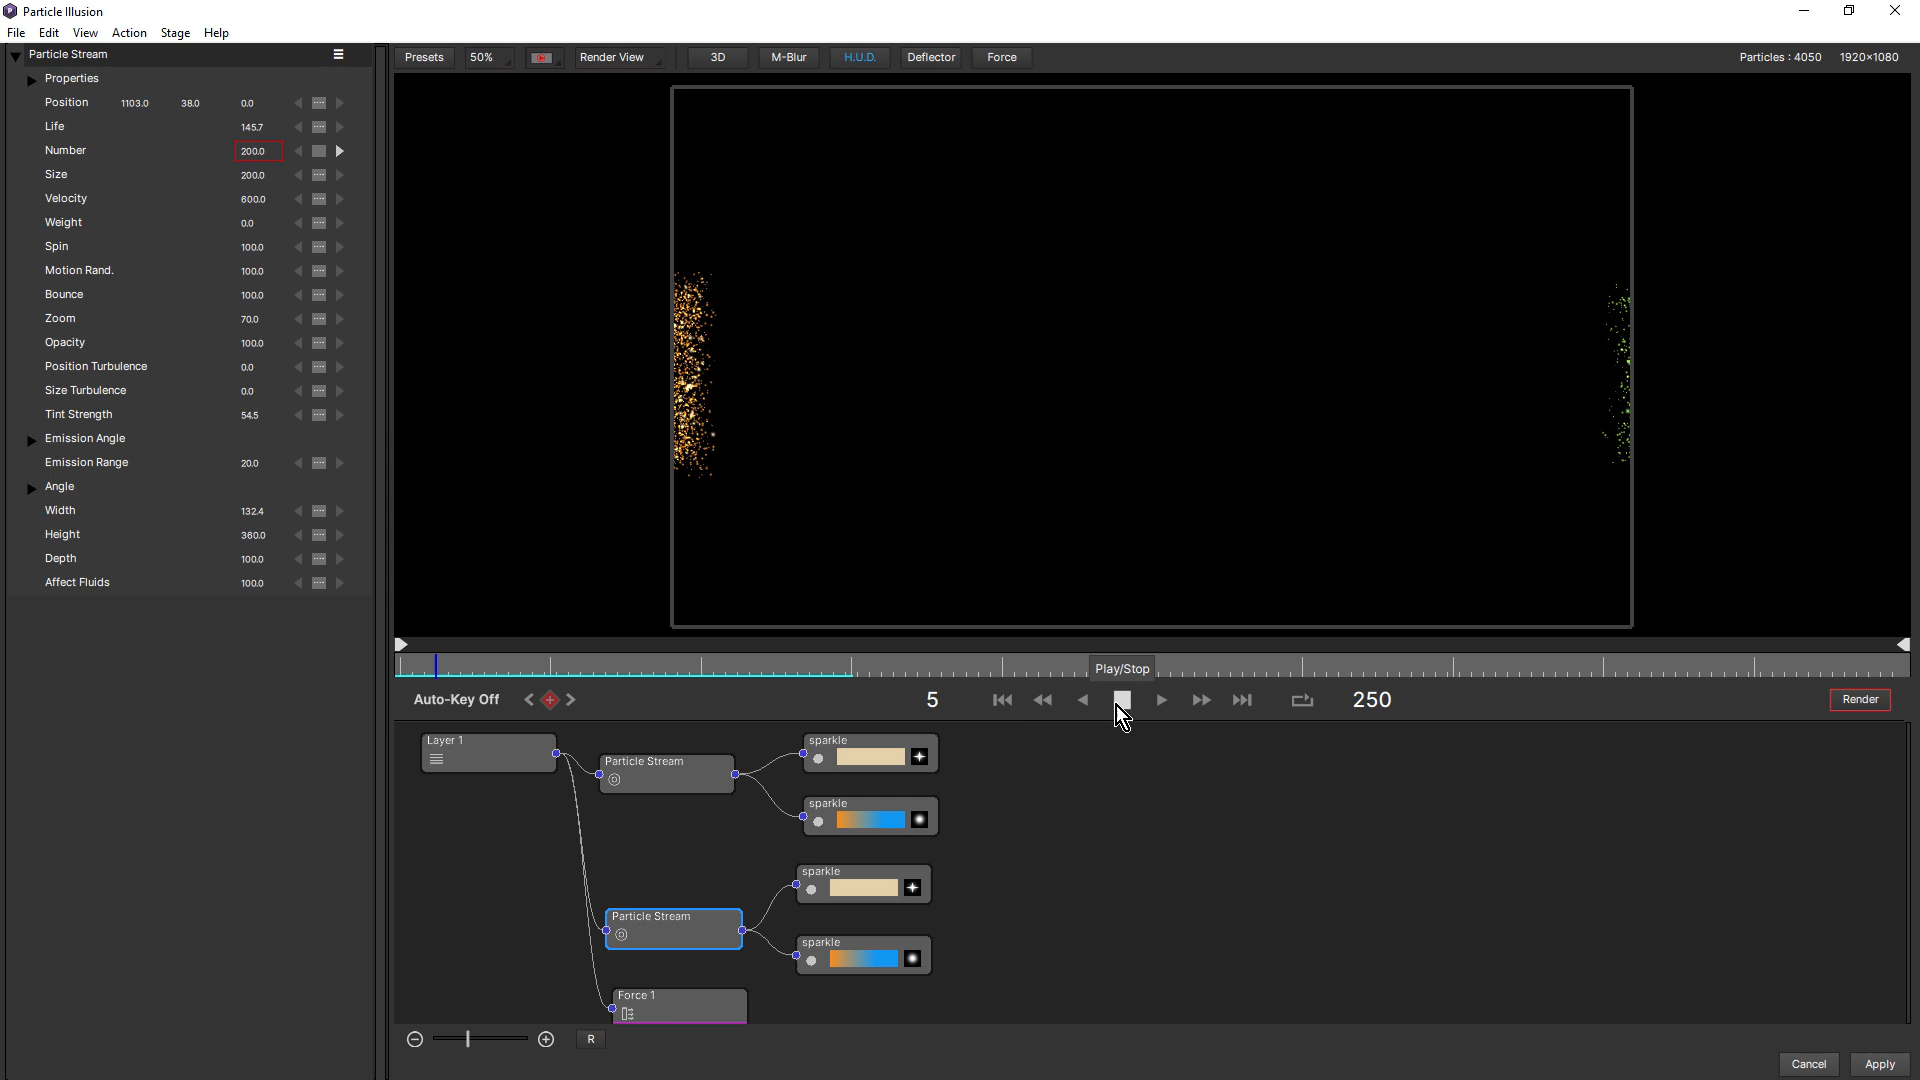 Particle Illusion
File Edit View Action Stage Help
Particle Stream
Presets 50% Render View 3D M-Blur H.U.D. Deflector Force Particles : 4050 1920×1080
Properties
Position 1103.0 38.0 0.0
Life 145.7
Number 200.0
Size 200.0
Velocity 600.0
Weight 0.0
Spin 100.0
Motion Rand. 100.0
Bounce 100.0
Zoom 70.0
Opacity 100.0
Position Turbulence 0.0
Size Turbulence 0.0
Tint Strength 54.5
Emission Angle
Emission Range 20.0
Angle
Width 132.4
Height 360.0
Depth 100.0
Affect Fluids 100.0
Play/Stop
Auto-Key Off 5 250 Render
Layer 1
Particle Stream
sparkle
sparkle
Particle Stream
sparkle
sparkle
Force 1
R
Cancel Apply